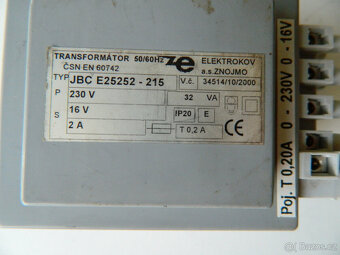 TRANSFORMÁTOR 50/60Hz ze ELEKTROKOV
ČSN EN 60742 a.s. ZNOJMO
TYP JBC E25252 - 215 V.č. 34514/10/2000
P 230 V 32 VA
S 16 V IP20 E
2 A T 0,2 A CE
Poj. T 0,20A 0 - 230V 0 - 16V